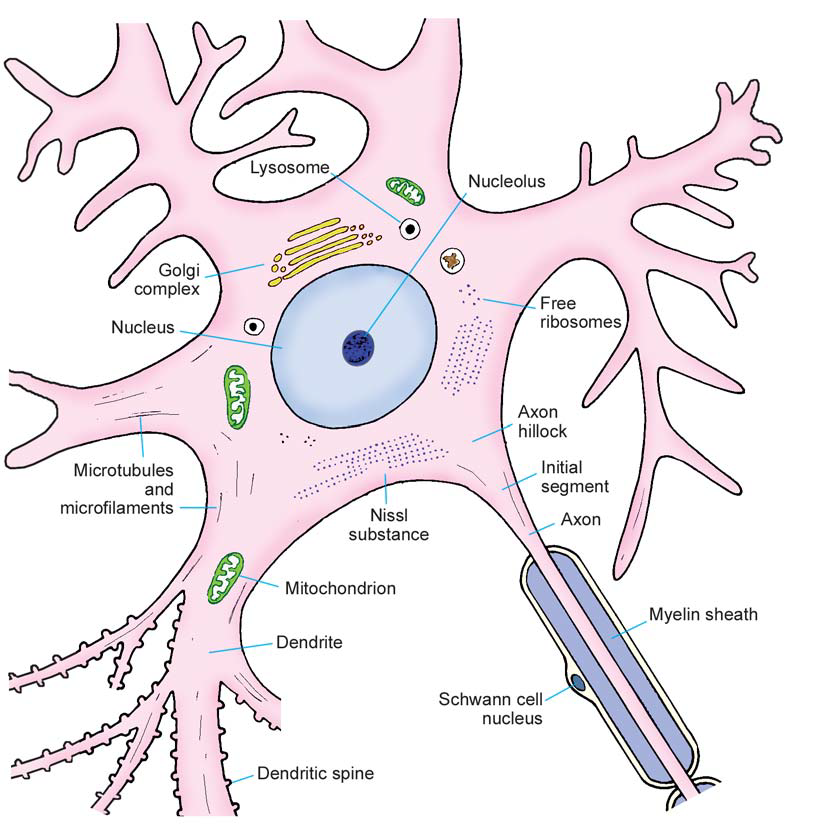 Lysosome
Nucleolus
Golgi
complex
Nucleus
Free
ribosomes
Axon
hillock
Microtubules
and
microfilaments
Initial
segment
Nissl
substance
Axon
Mitochondrion
Myelin sheath
Dendrite
Schwann cell
nucleus
Dendritic spine